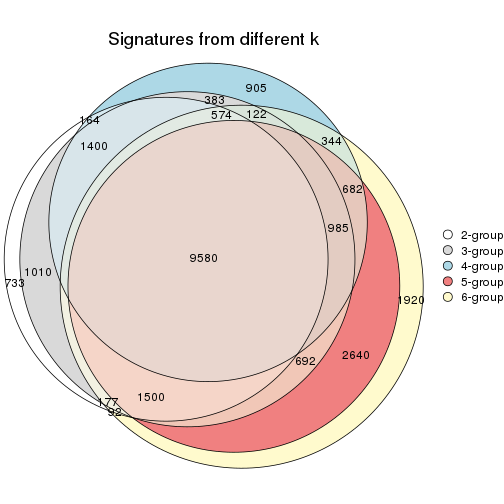 Signatures from different k
905
383
574 122
164
1400
344
682
985
9580
1010
733
1920
2640
692
1500
177
92
2-group
3-group
4-group
5-group
6-group